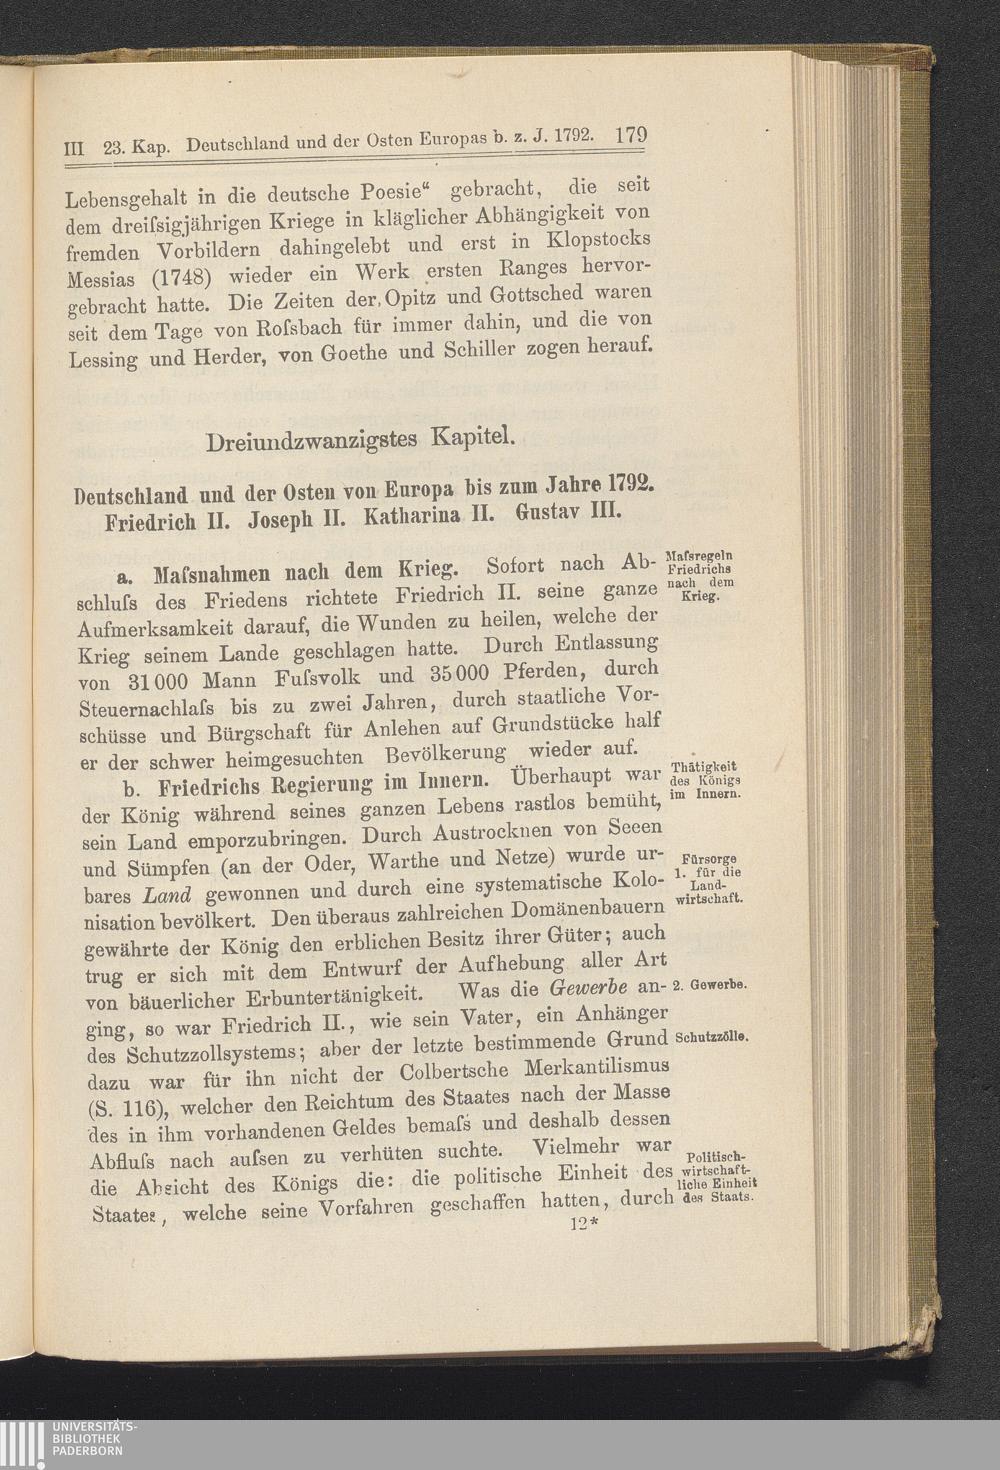 III 23. Kap. Deutschland und der Osten Europas b. z. J. 1792. 179
Lebensgehalt in die deutsche Poesie“ gebracht, die seit
dem dreiſsigjährigen Kriege in kläglicher Abhängigkeit von
fremden Vorbildern dahingelebt und erst in Klopstocks
Messias (1748) wieder ein Werk ersten Ranges hervor-
gebracht hatte. Die Zeiten der Opitz und Gottsched waren
seit dem Tage von Roſsbach für immer dahin, und die von
Lessing und Herder, von Goethe und Schiller zogen herauf.
Dreiundzwanzigstes Kapitel.
Deutschland und der Osten von Europa bis zum Jahre 1792.
Friedrich II. Joseph II. Katharina II. Gustav III.
a. Maſsnahmen nach dem Krieg. Sofort nach Ab-
schluſs des Friedens richtete Friedrich II. seine ganze
Aufmerksamkeit darauf, die Wunden zu heilen, welche der
Krieg seinem Lande geschlagen hatte. Durch Entlassung
von 31 000 Mann Fuſsvolk und 35 000 Pferden, durch
Steuernachlaſs bis zu zwei Jahren, durch staatliche Vor-
schüsse und Bürgschaft für Anlehen auf Grundstücke half
er der schwer heimgesuchten Bevölkerung wieder auf.
Maſsregeln
Friedrichs
nach dem
Krieg.
b. Friedrichs Regierung im Innern. Überhaupt war
der König während seines ganzen Lebens rastlos bemüht,
sein Land emporzubringen. Durch Austrocknen von Seeen
und Sümpfen (an der Oder, Warthe und Netze) wurde ur-
bares Land gewonnen und durch eine systematische Kolo-
nisation bevölkert. Den überaus zahlreichen Domänenbauern
gewährte der König den erblichen Besitz ihrer Güter; auch
trug er sich mit dem Entwurf der Aufhebung aller Art
von bäuerlicher Erbuntertänigkeit. Was die Gewerbe an-
ging, so war Friedrich II., wie sein Vater, ein Anhänger
des Schutzzollsystems; aber der letzte bestimmende Grund
dazu war für ihn nicht der Colbertsche Merkantilismus
(S. 116), welcher den Reichtum des Staates nach der Masse
des in ihm vorhandenen Geldes bemaſs und deshalb dessen
Abfluſs nach auſsen zu verhüten suchte. Vielmehr war
die Absicht des Königs die: die politische Einheit des
Staates, welche seine Vorfahren geschaffen hatten, durch
Thätigkeit
des Königs
im Innern.
Fürsorge
1. für die
Land-
wirtschaft.
2. Gewerbe.
Schutzzölle.
Politisch-
wirtschaft-
liche Einheit
des Staats.
12*
UNIVERSITÄTS-
BIBLIOTHEK
PADERBORN